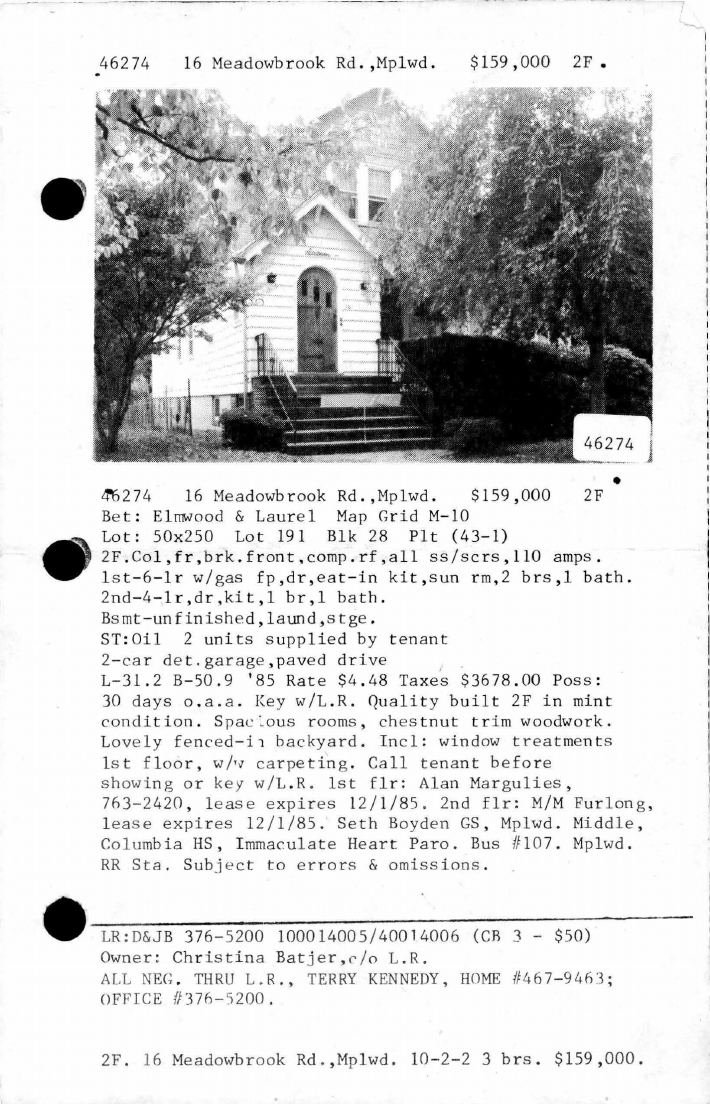 46274 16 Meadowbrook Rd.,Mplwd. $159,000 2F.
46274
46274 16 Meadowbrook Rd.,Mplwd. $159,000 2F
Bet: Elmwood & Laurel Map Grid M-10
Lot: 50x250 Lot 191 Blk 28 Plt (43-1)
2F.Col,fr,brk.front,comp.rf,all ss/scrs,110 amps.
1st-6-lr w/gas fp,dr,eat-in kit,sun rm,2 brs,1 bath.
2nd-4-lr,dr,kit,1 br,1 bath.
Bsmt-unfinished,laund,stge.
ST:Oil 2 units supplied by tenant
2-car det.garage,paved drive
L-31.2 B-50.9 '85 Rate $4.48 Taxes $3678.00 Poss:
30 days o.a.a. Key w/L.R. Quality built 2F in mint
condition. Spacious rooms, chestnut trim woodwork.
Lovely fenced-in backyard. Incl: window treatments
1st floor, w/w carpeting. Call tenant before
showing or key w/L.R. 1st flr: Alan Margulies,
763-2420, lease expires 12/1/85. 2nd flr: M/M Furlong,
lease expires 12/1/85. Seth Boyden GS, Mplwd. Middle,
Columbia HS, Immaculate Heart Paro. Bus #107. Mplwd.
RR Sta. Subject to errors & omissions.
LR:D&JB 376-5200 100014005/40014006 (CB 3 - $50)
Owner: Christina Batjer,c/o L.R.
ALL NEG. THRU L.R., TERRY KENNEDY, HOME #467-9463;
OFFICE #376-5200.
2F. 16 Meadowbrook Rd.,Mplwd. 10-2-2 3 brs. $159,000.